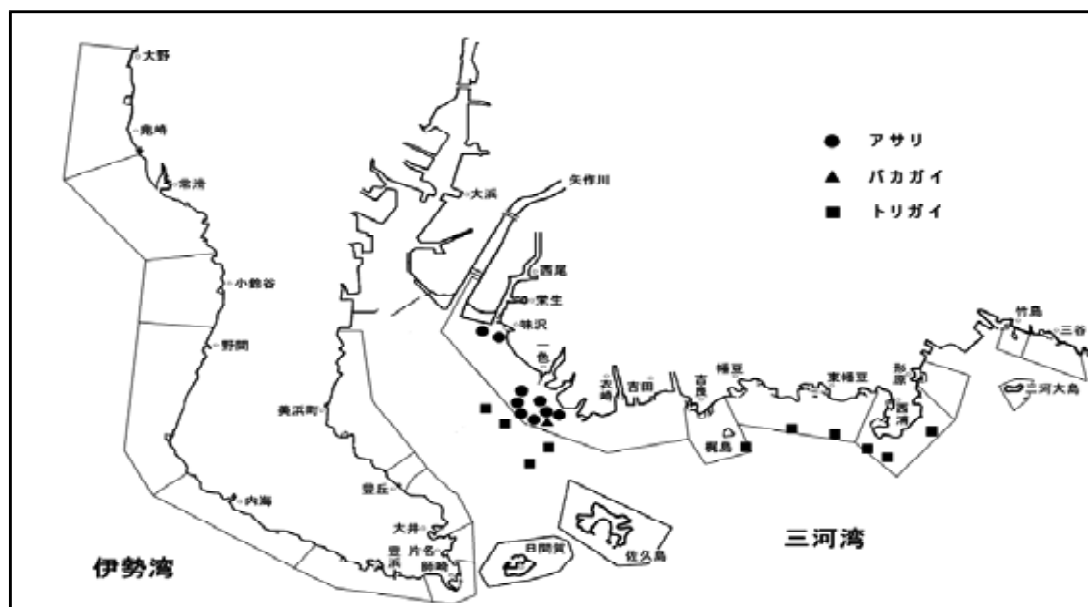 大野
鬼崎
常滑
小鈴谷
野間
内海
豊浜
師崎
片名
大井
豊丘
美浜町
大浜
矢作川
西尾
栄生
味沢
一色
衣崎
吉田
吉良
幡豆
東幡豆
西浦
形原
竹島
三谷
三河大島
梶島
佐久島
日間賀
伊勢湾
三河湾
● アサリ
▲ バカガイ
■ トリガイ